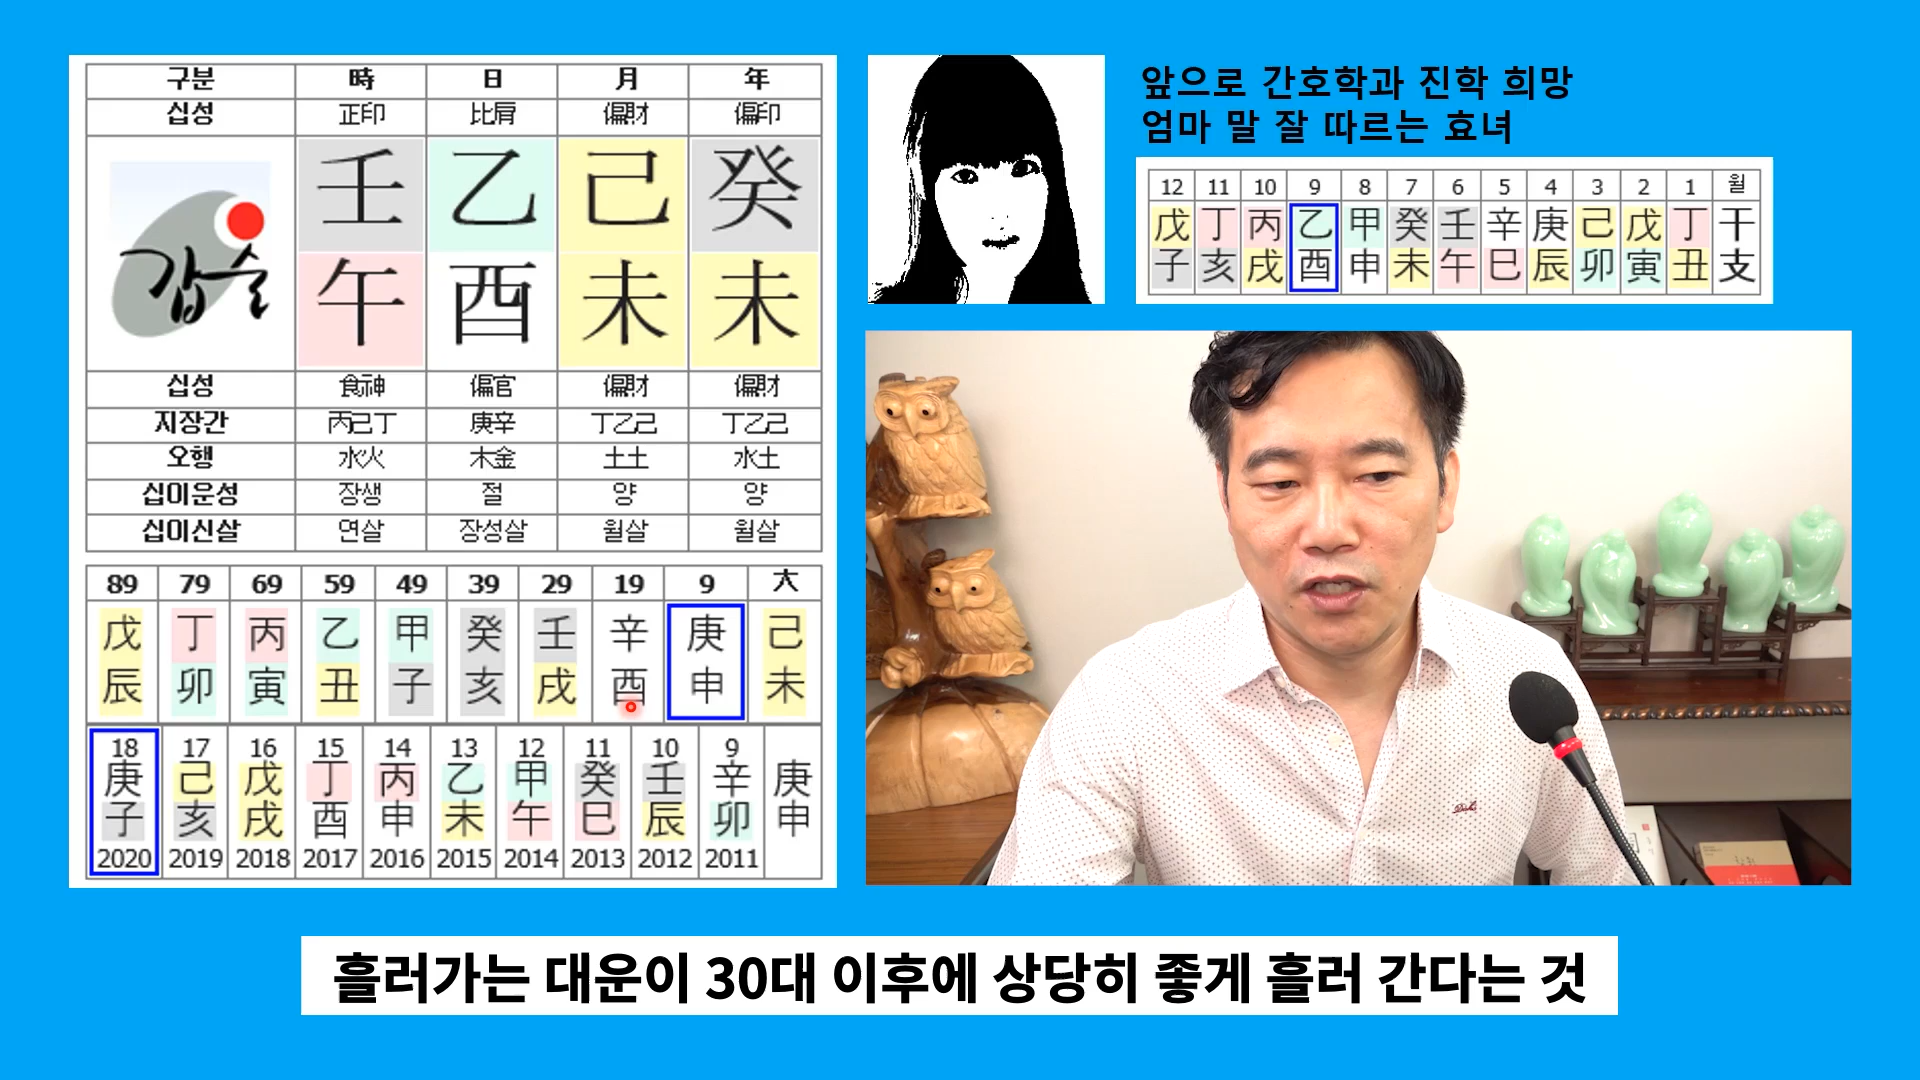 구분 時 日 月 年
십성 正印 比肩 偏財 偏印
壬 乙 己 癸
갑술
午 酉 未 未
십성 食神 偏官 偏財 偏財
지장간 丙己丁 庚辛 丁乙己 丁乙己
오행 水火 木金 土土 水土
십이운성 장생 절 양 양
십이신살 연살 장성살 월살 월살
89 79 69 59 49 39 29 19 9 大
戊 丁 丙 乙 甲 癸 壬 辛 庚 己
辰 卯 寅 丑 子 亥 戌 酉 申 未
18 17 16 15 14 13 12 11 10 9
庚 己 戊 丁 丙 乙 甲 癸 壬 辛 庚
子 亥 戌 酉 申 未 午 巳 辰 卯 申
2020 2019 2018 2017 2016 2015 2014 2013 2012 2011
앞으로 간호학과 진학 희망
엄마 말 잘 따르는 효녀
12 11 10 9 8 7 6 5 4 3 2 1 월
戊 丁 丙 乙 甲 癸 壬 辛 庚 己 戊 丁 干
子 亥 戌 酉 申 未 午 巳 辰 卯 寅 丑 支
흘러가는 대운이 30대 이후에 상당히 좋게 흘러 간다는 것